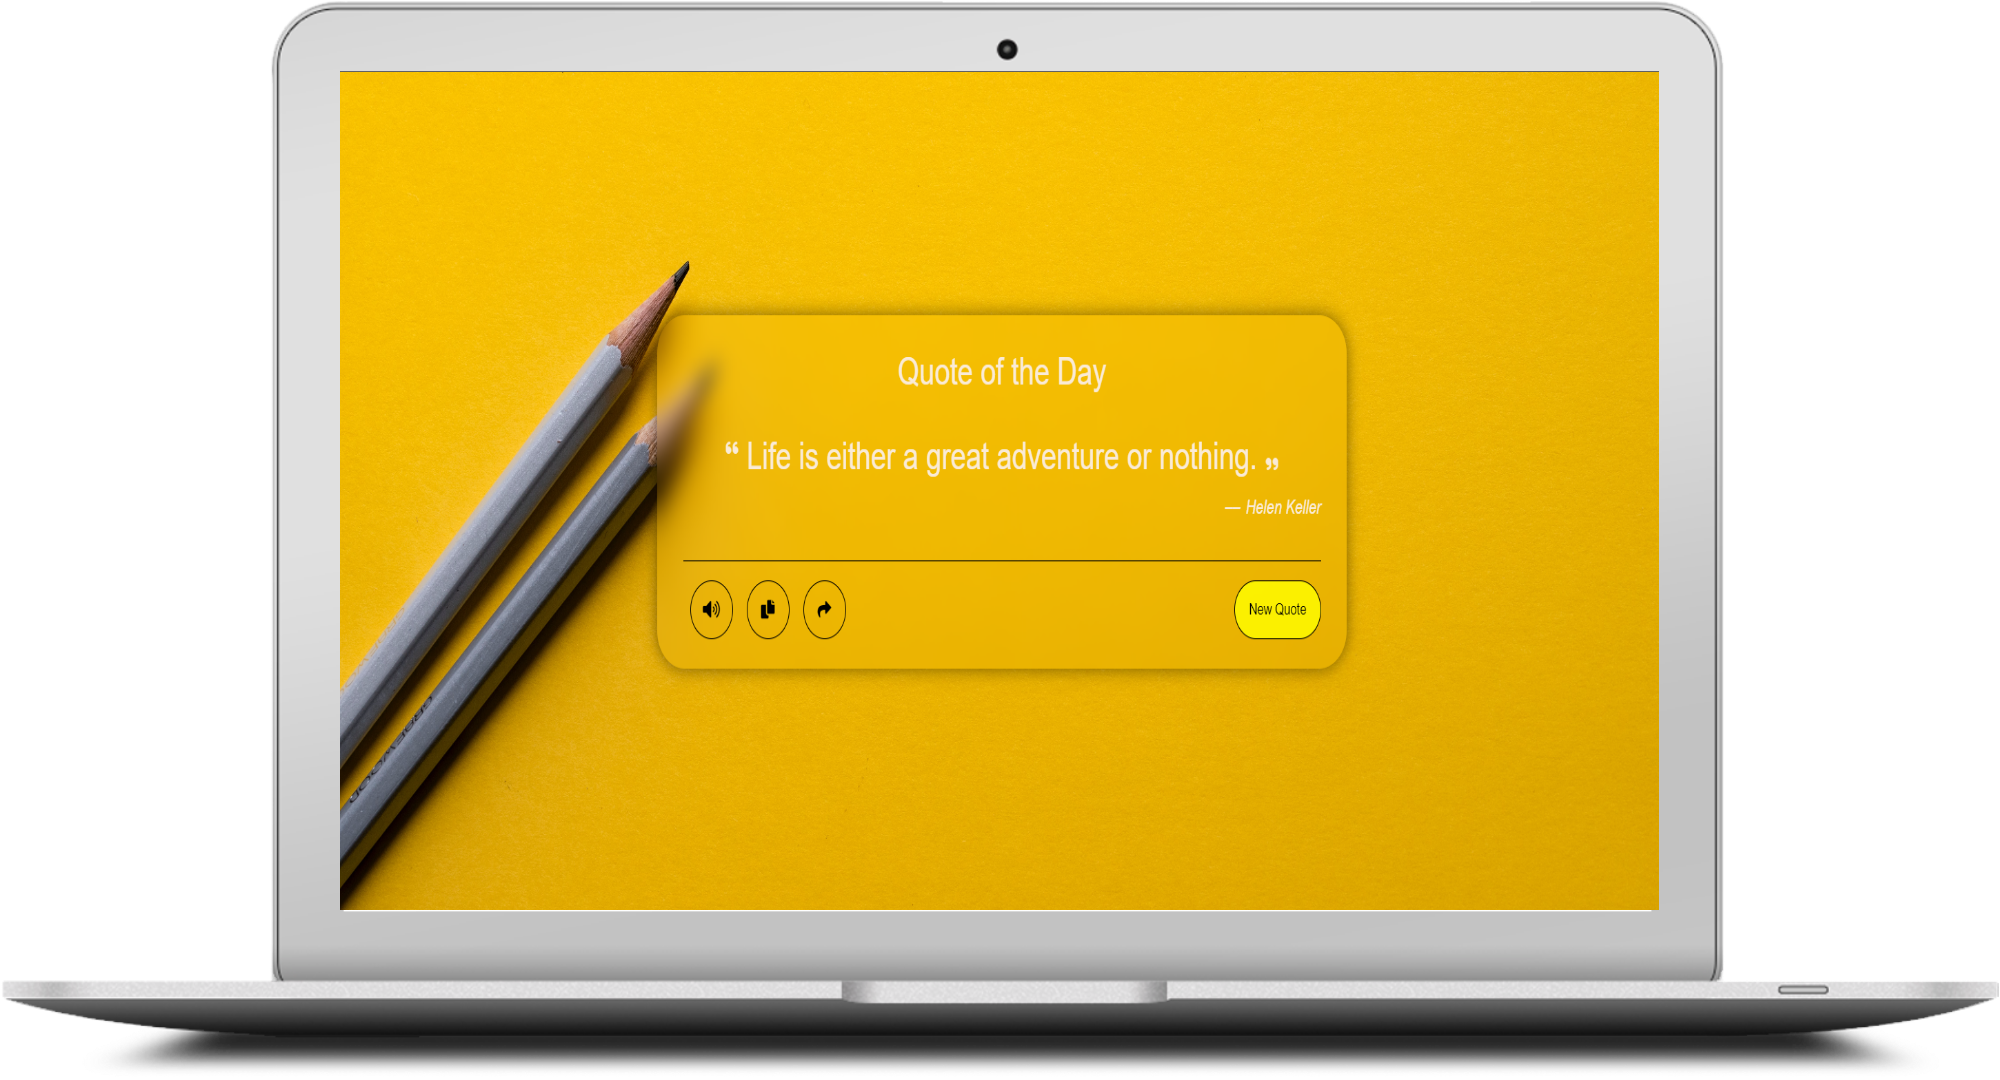 Quote of the Day
“ Life is either a great adventure or nothing. ”
— Helen Keller
New Quote